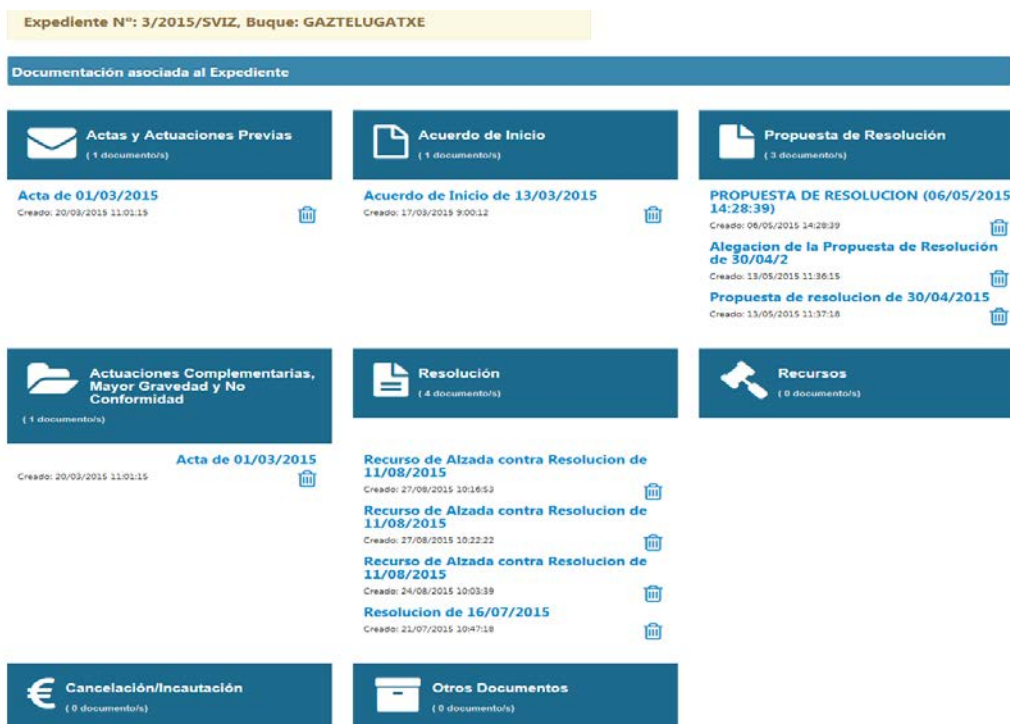 Expediente Nº: 3/2015/SVIZ, Buque: GAZTELUGATXE
Documentación asociada al Expediente
Actas y Actuaciones Previas
( 1 documento/s)
Acta de 01/03/2015
Creado: 20/03/2015 11:01:15
Acuerdo de Inicio
( 1 documento/s)
Acuerdo de Inicio de 13/03/2015
Creado: 17/03/2015 9:00:12
Propuesta de Resolución
( 3 documento/s)
PROPUESTA DE RESOLUCION (06/05/2015
14:28:39)
Creado: 06/05/2015 14:28:39
Alegacion de la Propuesta de Resolución
de 30/04/2
Creado: 13/05/2015 11:36:15
Propuesta de resolucion de 30/04/2015
Creado: 13/05/2015 11:37:18
Actuaciones Complementarias,
Mayor Gravedad y No
Conformidad
( 1 documento/s)
Acta de 01/03/2015
Creado: 20/03/2015 11:01:15
Resolución
( 4 documento/s)
Recurso de Alzada contra Resolucion de
11/08/2015
Creado: 27/08/2015 10:16:53
Recurso de Alzada contra Resolucion de
11/08/2015
Creado: 27/08/2015 10:22:22
Recurso de Alzada contra Resolucion de
11/08/2015
Creado: 24/08/2015 10:03:39
Resolucion de 16/07/2015
Creado: 21/07/2015 10:47:18
Recursos
( 0 documento/s)
Cancelación/Incautación
( 0 documento/s)
Otros Documentos
( 0 documento/s)